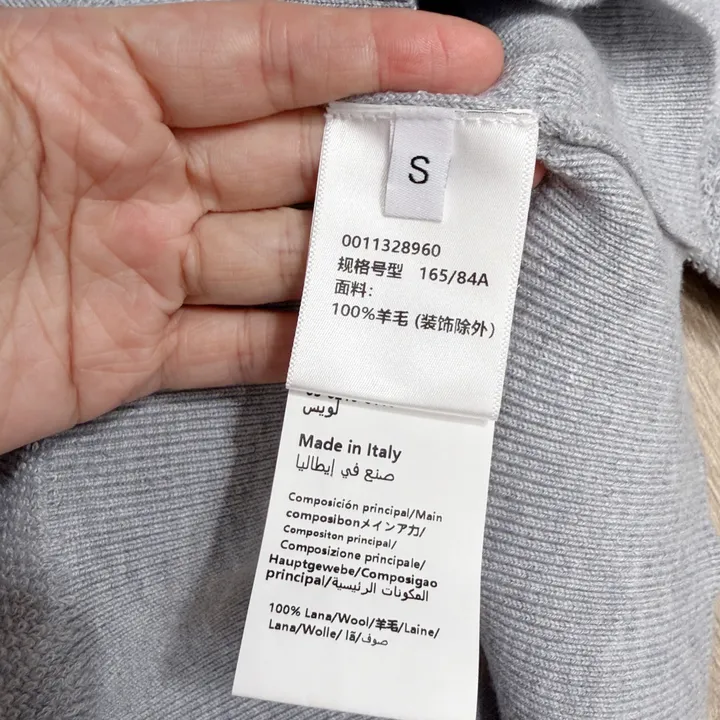 S
0011328960
规格号型 165/84A
面料：
100%羊毛 (装饰除外)
لويس
Made in Italy
صنع في إيطاليا
Composición principal/Main
composibonメインア力/
Compositon principal/
Composizione principale/
Hauptgewebe/Composigao
principal/المكونات الرئيسية
100% Lana/Wool/羊毛/Laine/
Lana/Wolle/ lã/صوف